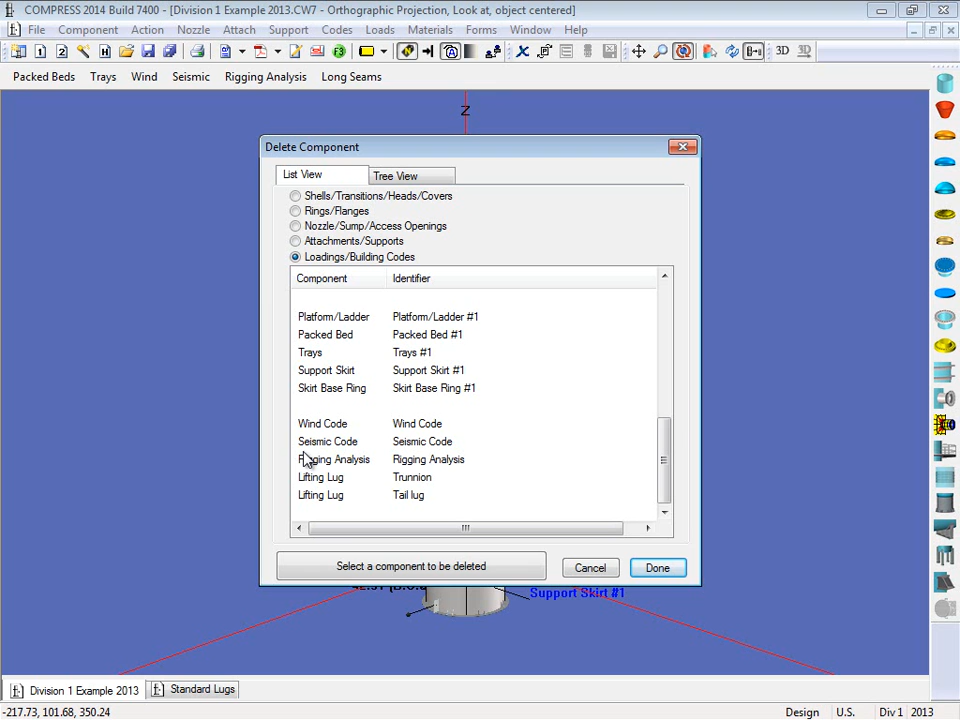 COMPRESS 2014 Build 7400 - [Division 1 Example 2013.CW7 - Orthographic Projection, Look at, object centered]
File Component Action Nozzle Attach Support Codes Loads Materials Forms Window Help
Packed Beds Trays Wind Seismic Rigging Analysis Long Seams
Z
Delete Component
List View Tree View
Shells/Transitions/Heads/Covers
Rings/Flanges
Nozzle/Sump/Access Openings
Attachments/Supports
Loadings/Building Codes
Component Identifier
Platform/Ladder Platform/Ladder #1
Packed Bed Packed Bed #1
Trays Trays #1
Support Skirt Support Skirt #1
Skirt Base Ring Skirt Base Ring #1
Wind Code Wind Code
Seismic Code Seismic Code
Rigging Analysis Rigging Analysis
Lifting Lug Trunnion
Lifting Lug Tail lug
Select a component to be deleted Cancel Done
Support Skirt #1
Division 1 Example 2013 Standard Lugs
-217.73, 101.68, 350.24 Design U.S. Div 1 2013